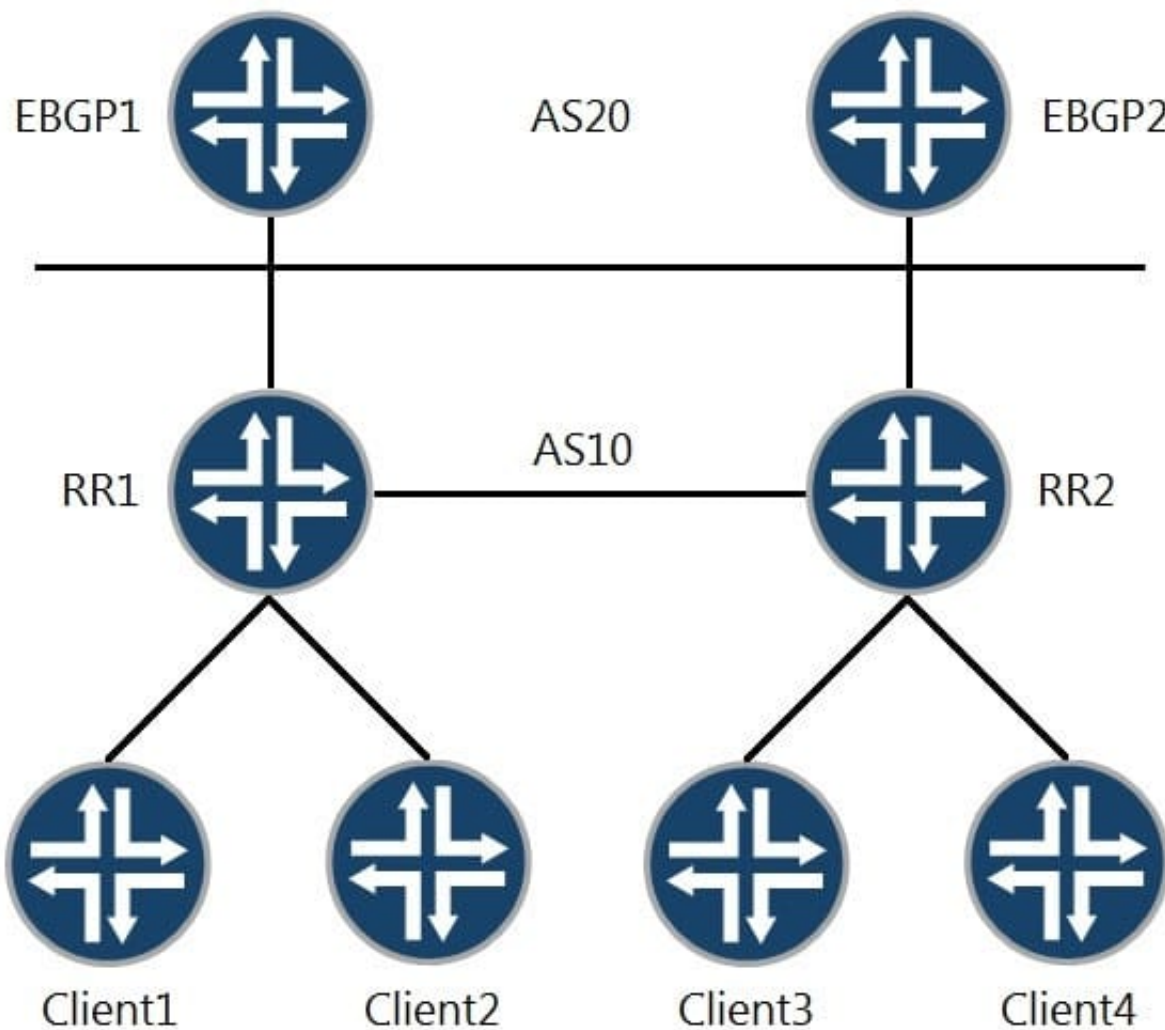 EBGP1
AS20
EBGP2
RR1
AS10
RR2
Client1
Client2
Client3
Client4